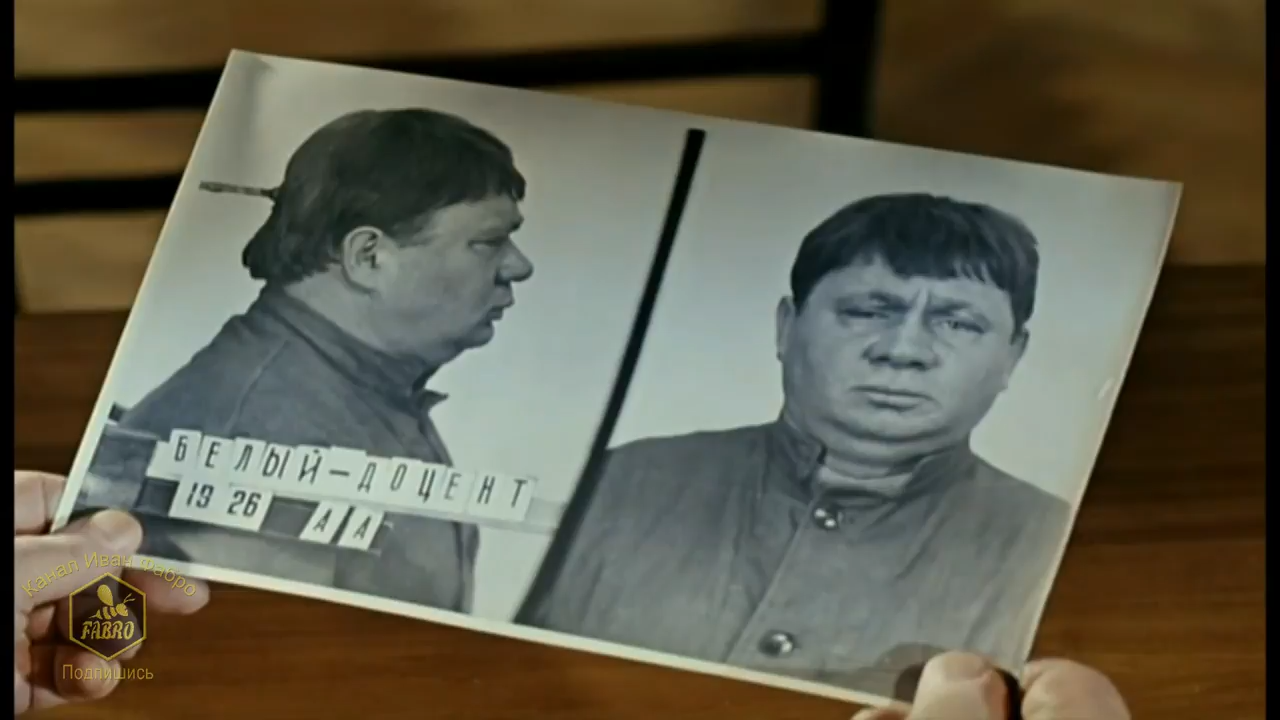 БЕЛЫЙ-ДОЦЕНТ
19 26
А А
Канал Иван Фабро
FABRO
Подпишись